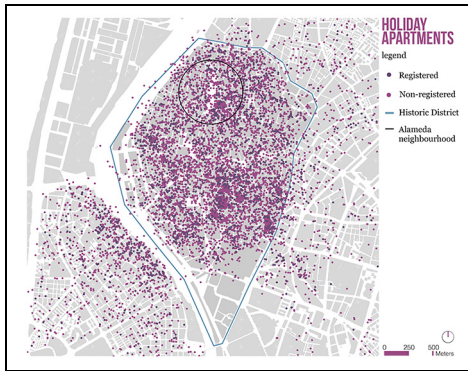 HOLIDAY
APARTMENTS
legend
Registered
Non-registered
Historic District
Alameda
neighbourhood
0 250 500
Meters